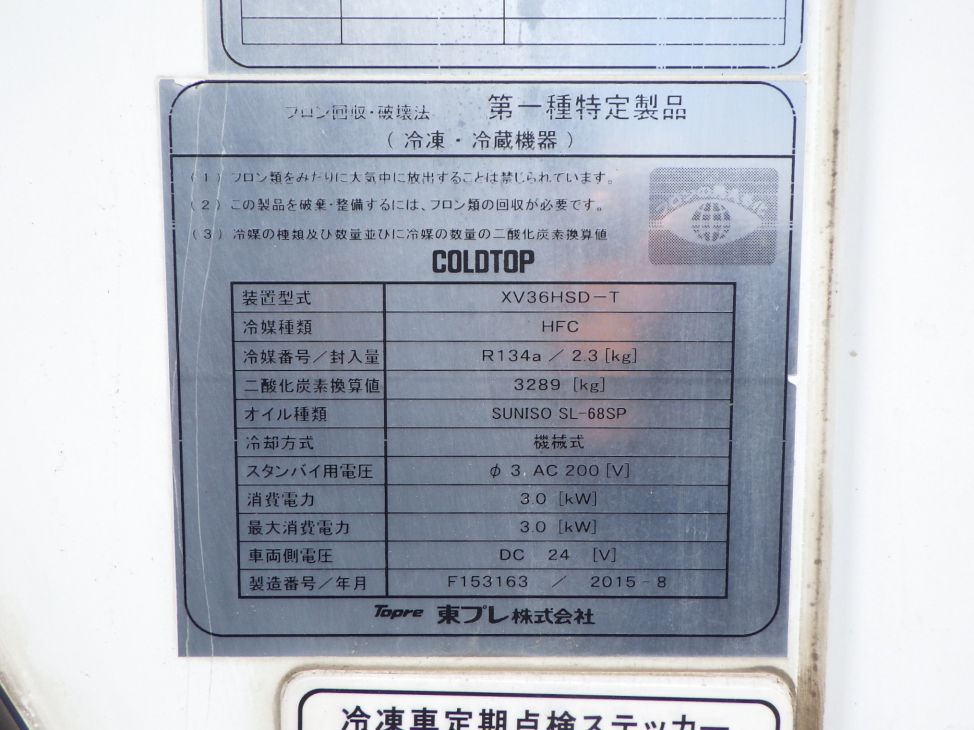 フロン回収・破壊法 第一種特定製品
（冷凍・冷蔵機器）
（1）フロン類をみだりに大気中に放出することは禁じられています。
（2）この製品を破棄・整備するには、フロン類の回収が必要です。
（3）冷媒の種類及び数量並びに冷媒の数量の二酸化炭素換算値
COLDTOP
装置型式 XV36HSD-T
冷媒種類 HFC
冷媒番号／封入量 R134a ／ 2.3 [kg]
二酸化炭素換算値 3289 [kg]
オイル種類 SUNISO SL-68SP
冷却方式 機械式
スタンバイ用電圧 φ 3, AC 200 [V]
消費電力 3.0 [kW]
最大消費電力 3.0 [kW]
車両側電圧 DC 24 [V]
製造番号／年月 F153163 ／ 2015-8
Topre 東プレ株式会社
冷凍車定期点検ステッカー